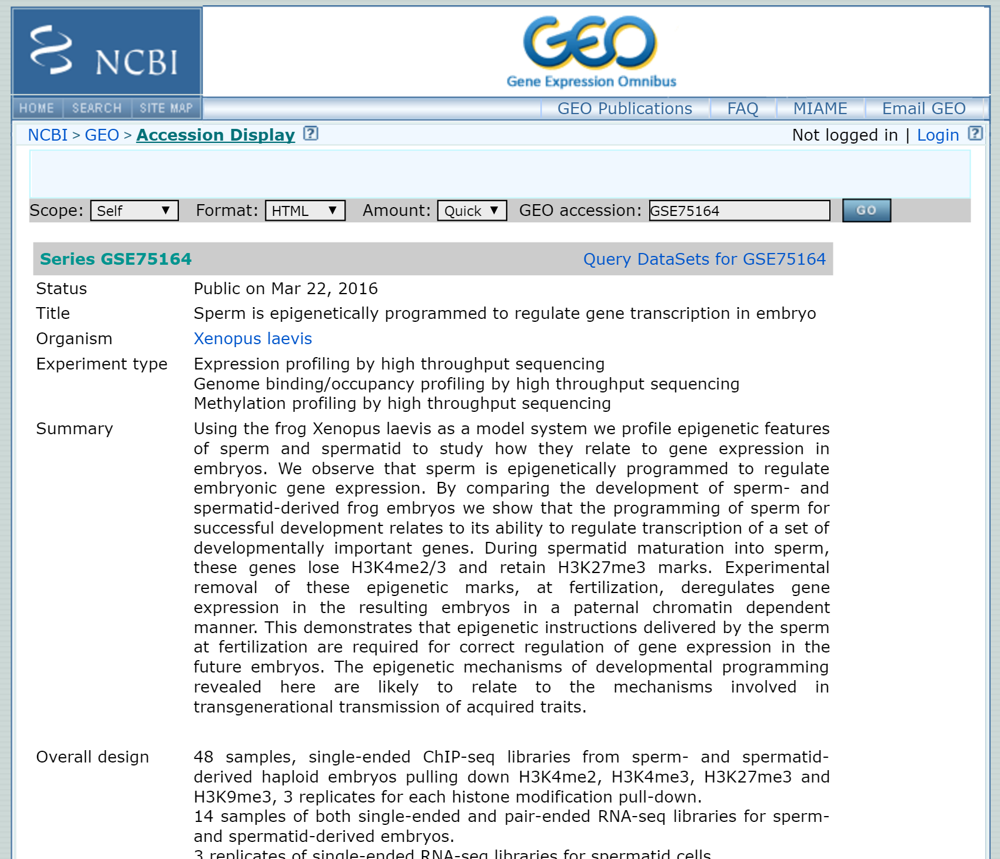 NCBI
GEO
Gene Expression Omnibus
HOME SEARCH SITE MAP GEO Publications FAQ MIAME Email GEO
NCBI > GEO > Accession Display ? Not logged in | Login ?
Scope: Self ▼ Format: HTML ▼ Amount: Quick ▼ GEO accession: GSE75164 GO
Series GSE75164 Query DataSets for GSE75164
Status Public on Mar 22, 2016
Title Sperm is epigenetically programmed to regulate gene transcription in embryo
Organism Xenopus laevis
Experiment type Expression profiling by high throughput sequencing
Genome binding/occupancy profiling by high throughput sequencing
Methylation profiling by high throughput sequencing
Summary Using the frog Xenopus laevis as a model system we profile epigenetic features
of sperm and spermatid to study how they relate to gene expression in
embryos. We observe that sperm is epigenetically programmed to regulate
embryonic gene expression. By comparing the development of sperm- and
spermatid-derived frog embryos we show that the programming of sperm for
successful development relates to its ability to regulate transcription of a set of
developmentally important genes. During spermatid maturation into sperm,
these genes lose H3K4me2/3 and retain H3K27me3 marks. Experimental
removal of these epigenetic marks, at fertilization, deregulates gene
expression in the resulting embryos in a paternal chromatin dependent
manner. This demonstrates that epigenetic instructions delivered by the sperm
at fertilization are required for correct regulation of gene expression in the
future embryos. The epigenetic mechanisms of developmental programming
revealed here are likely to relate to the mechanisms involved in
transgenerational transmission of acquired traits.
Overall design 48 samples, single-ended ChIP-seq libraries from sperm- and spermatid-
derived haploid embryos pulling down H3K4me2, H3K4me3, H3K27me3 and
H3K9me3, 3 replicates for each histone modification pull-down.
14 samples of both single-ended and pair-ended RNA-seq libraries for sperm-
and spermatid-derived embryos.
3 replicates of single-ended RNA-seq libraries for spermatid cells